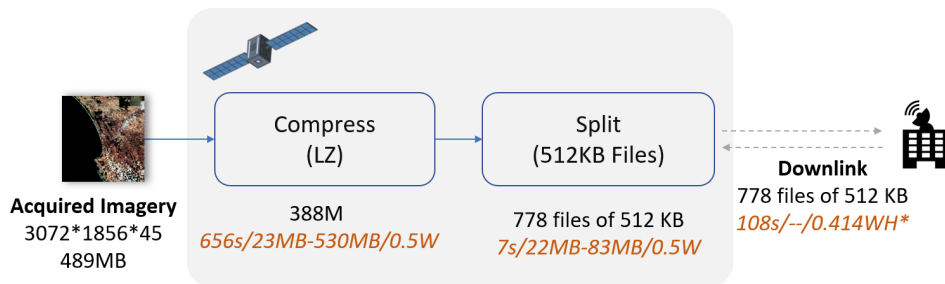 Acquired Imagery
3072*1856*45
489MB
Compress
(LZ)
388M
656s/23MB-530MB/0.5W
Split
(512KB Files)
778 files of 512 KB
7s/22MB-83MB/0.5W
Downlink
778 files of 512 KB
108s/--/0.414WH*